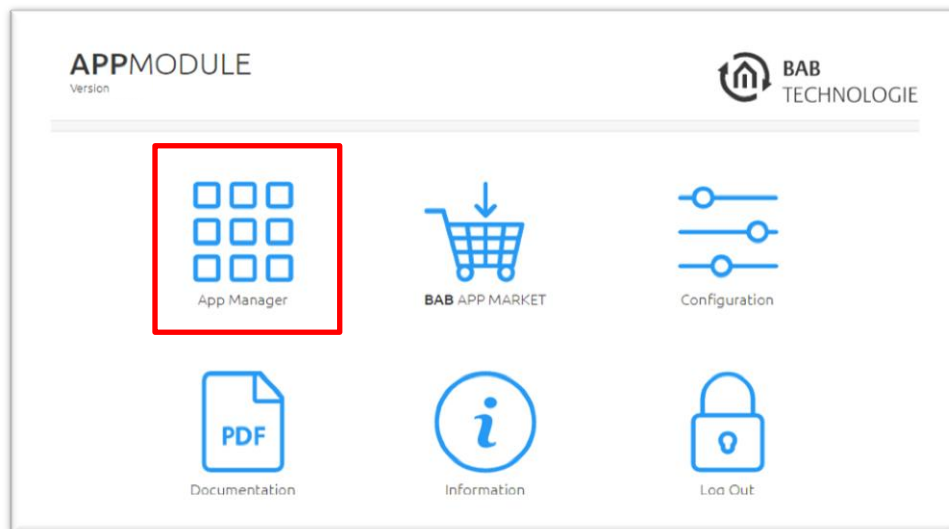 APPMODULE
Version
BAB
TECHNOLOGIE
App Manager
BAB APP MARKET
Configuration
PDF
i
Documentation
Information
Log Out